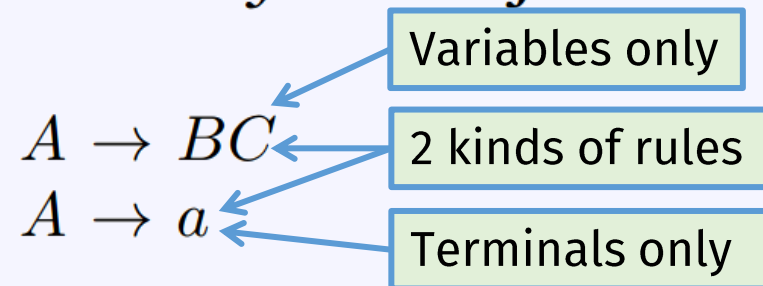 Variables only
A → BC
2 kinds of rules
A → a
Terminals only